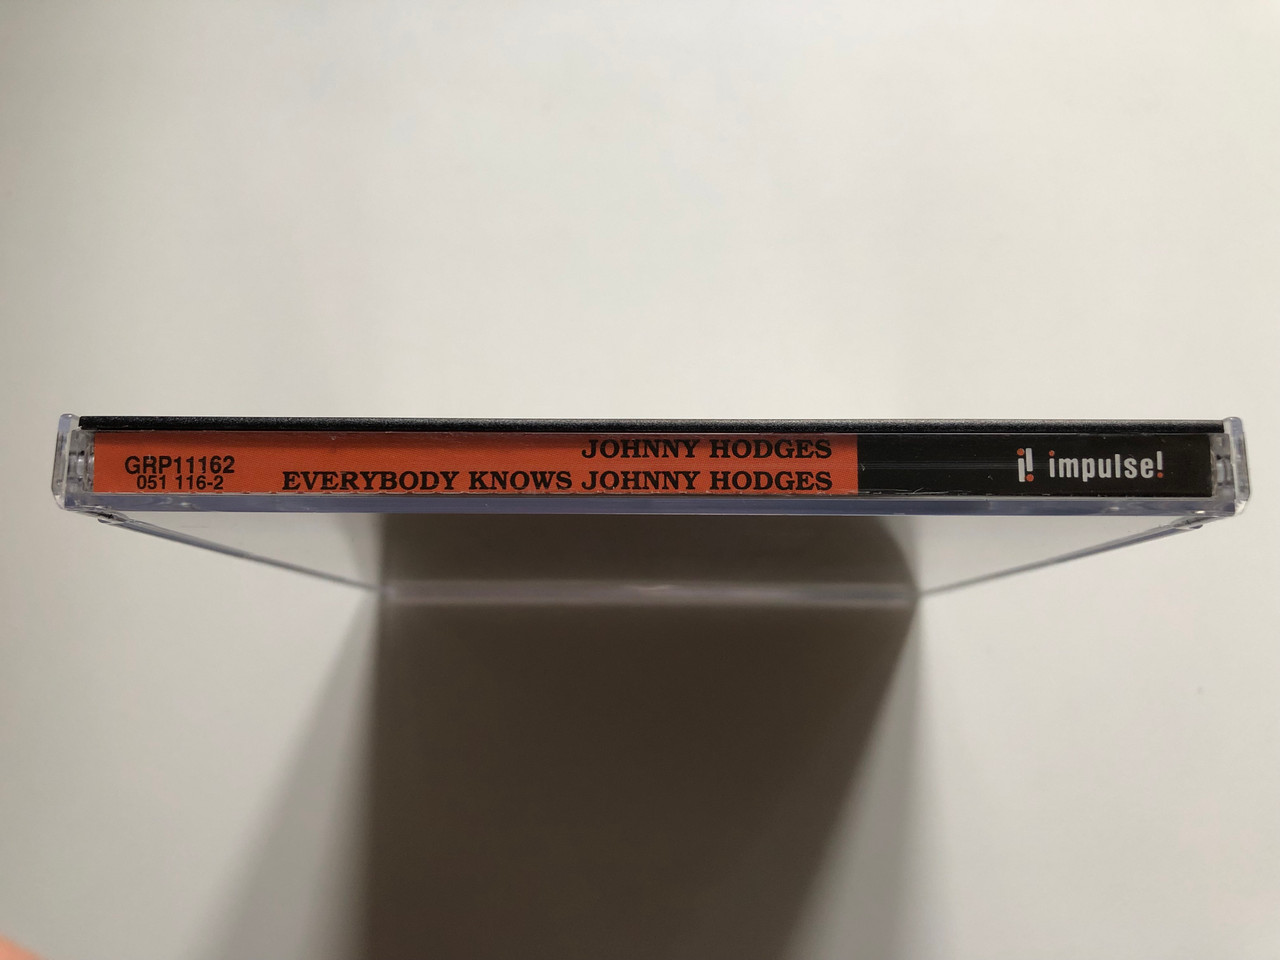 GRP11162
051 116-2
JOHNNY HODGES
EVERYBODY KNOWS JOHNNY HODGES
i! impulse!